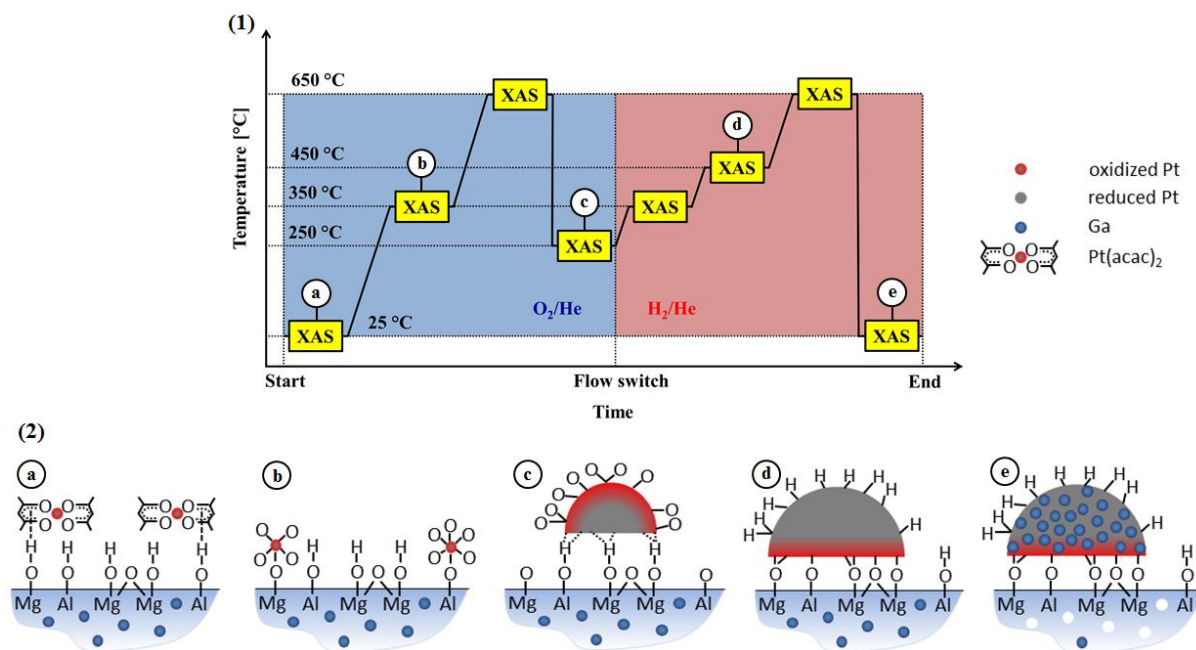 (1)
Temperature [°C]
650 °C
450 °C
350 °C
250 °C
25 °C
XAS
XAS
XAS
XAS
XAS
XAS
XAS
XAS
a
b
c
d
e
O₂/He
H₂/He
Start
Flow switch
End
Time
oxidized Pt
reduced Pt
Ga
O O
O O
Pt(acac)₂
(2)
a
O O
O O
O O
O O
H H H H H
O O O O O O
Mg Al Mg Mg Al
b
O O
O O
O
O
O O
O O
H H H
O O O O O O
Mg Al Mg Mg Al
c
O O O O O O O O O
H H H
O O O O O O
Mg Al Mg Mg Al
d
H H H H H H H
H
O O O O O O
Mg Al Mg Mg Al
e
H H H H H H H
H
O O O O O O
Mg Al Mg Mg Al